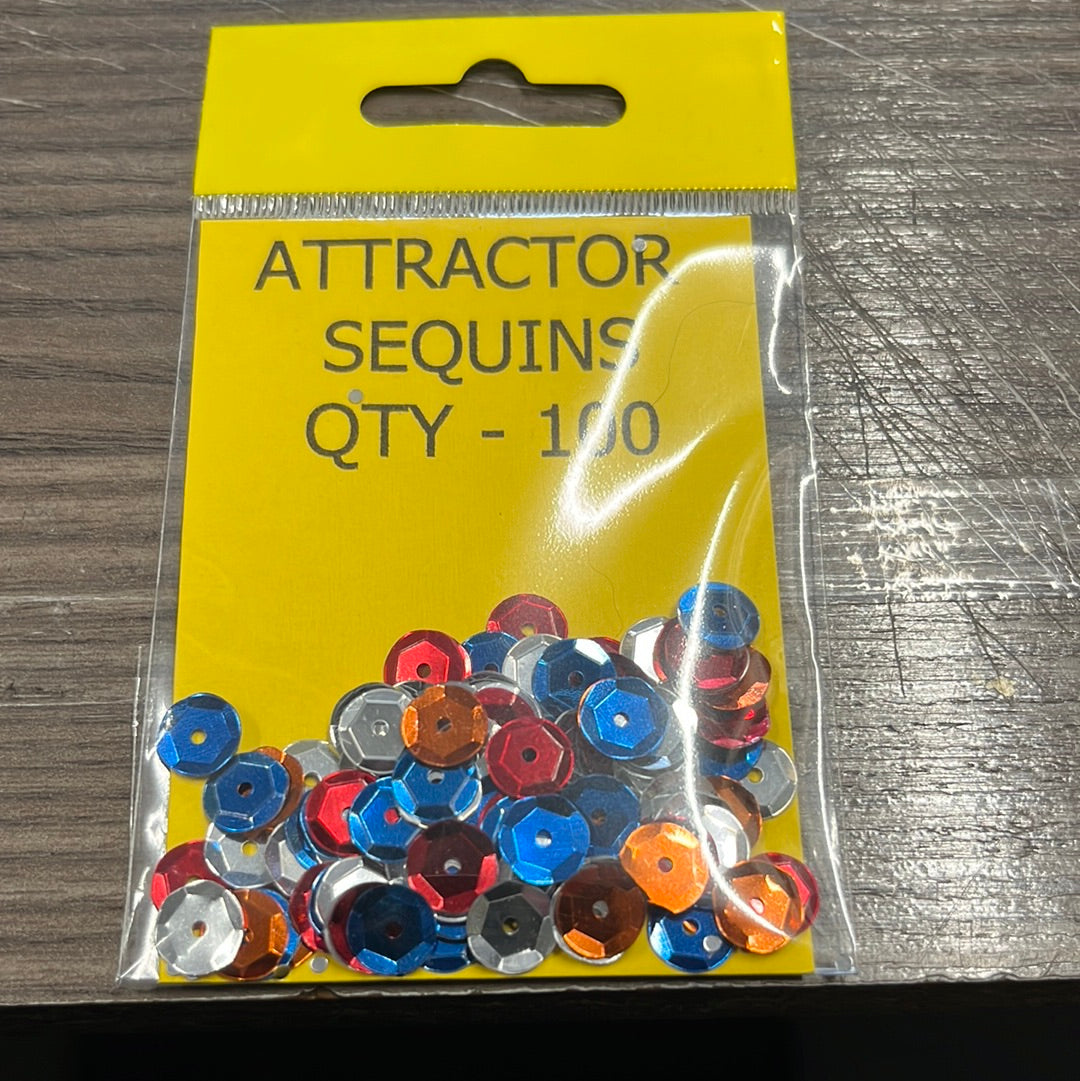 ATTRACTOR
SEQUINS
QTY - 100